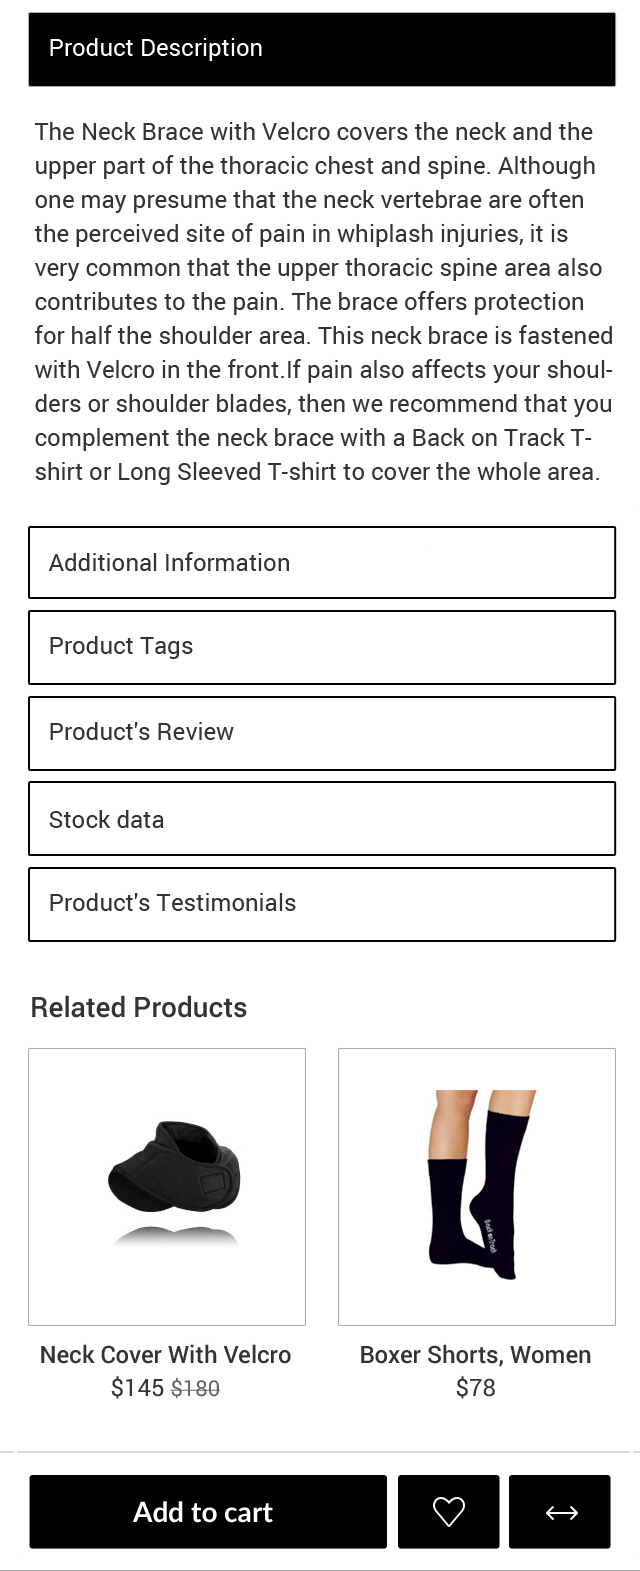 Product Description
The Neck Brace with Velcro covers the neck and the
upper part of the thoracic chest and spine. Although
one may presume that the neck vertebrae are often
the perceived site of pain in whiplash injuries, it is
very common that the upper thoracic spine area also
contributes to the pain. The brace offers protection
for half the shoulder area. This neck brace is fastened
with Velcro in the front.If pain also affects your shoul-
ders or shoulder blades, then we recommend that you
complement the neck brace with a Back on Track T-
shirt or Long Sleeved T-shirt to cover the whole area.
Additional Information
Product Tags
Product's Review
Stock data
Product's Testimonials
Related Products
Back on Track
Neck Cover With Velcro
$145 $180
Boxer Shorts, Women
$78
Add to cart